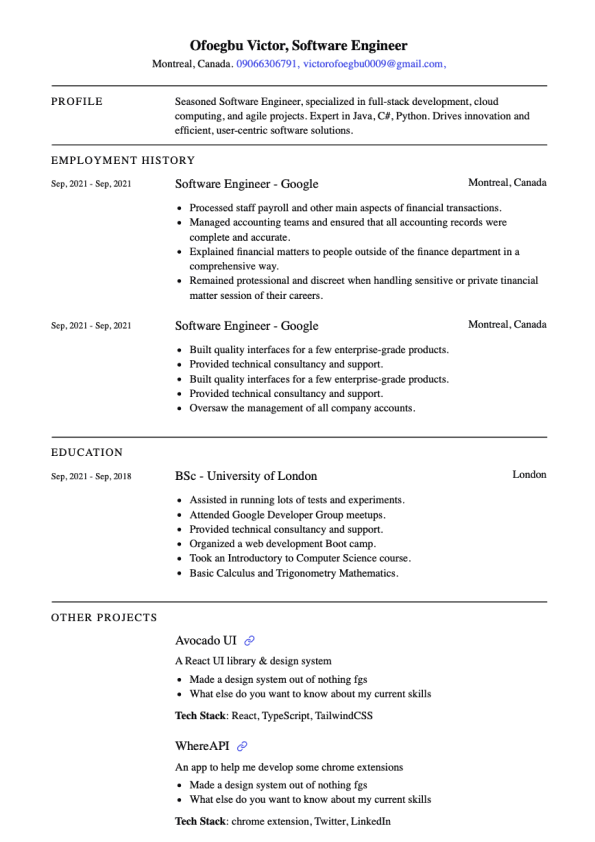 Ofoegbu Victor, Software Engineer
Montreal, Canada. 09066306791, victorofoegbu0009@gmail.com,
PROFILE
Seasoned Software Engineer, specialized in full-stack development, cloud
computing, and agile projects. Expert in Java, C#, Python. Drives innovation and
efficient, user-centric software solutions.
EMPLOYMENT HISTORY
Sep, 2021 - Sep, 2021 Software Engineer - Google Montreal, Canada
• Processed staff payroll and other main aspects of financial transactions.
• Managed accounting teams and ensured that all accounting records were
complete and accurate.
• Explained financial matters to people outside of the finance department in a
comprehensive way.
• Remained protessional and discreet when handling sensitive or private tinancial
matter session of their careers.
Sep, 2021 - Sep, 2021 Software Engineer - Google Montreal, Canada
• Built quality interfaces for a few enterprise-grade products.
• Provided technical consultancy and support.
• Built quality interfaces for a few enterprise-grade products.
• Provided technical consultancy and support.
• Oversaw the management of all company accounts.
EDUCATION
Sep, 2021 - Sep, 2018 BSc - University of London London
• Assisted in running lots of tests and experiments.
• Attended Google Developer Group meetups.
• Provided technical consultancy and support.
• Organized a web development Boot camp.
• Took an Introductory to Computer Science course.
• Basic Calculus and Trigonometry Mathematics.
OTHER PROJECTS
Avocado UI
A React UI library & design system
• Made a design system out of nothing fgs
• What else do you want to know about my current skills
Tech Stack: React, TypeScript, TailwindCSS
WhereAPI
An app to help me develop some chrome extensions
• Made a design system out of nothing fgs
• What else do you want to know about my current skills
Tech Stack: chrome extension, Twitter, LinkedIn